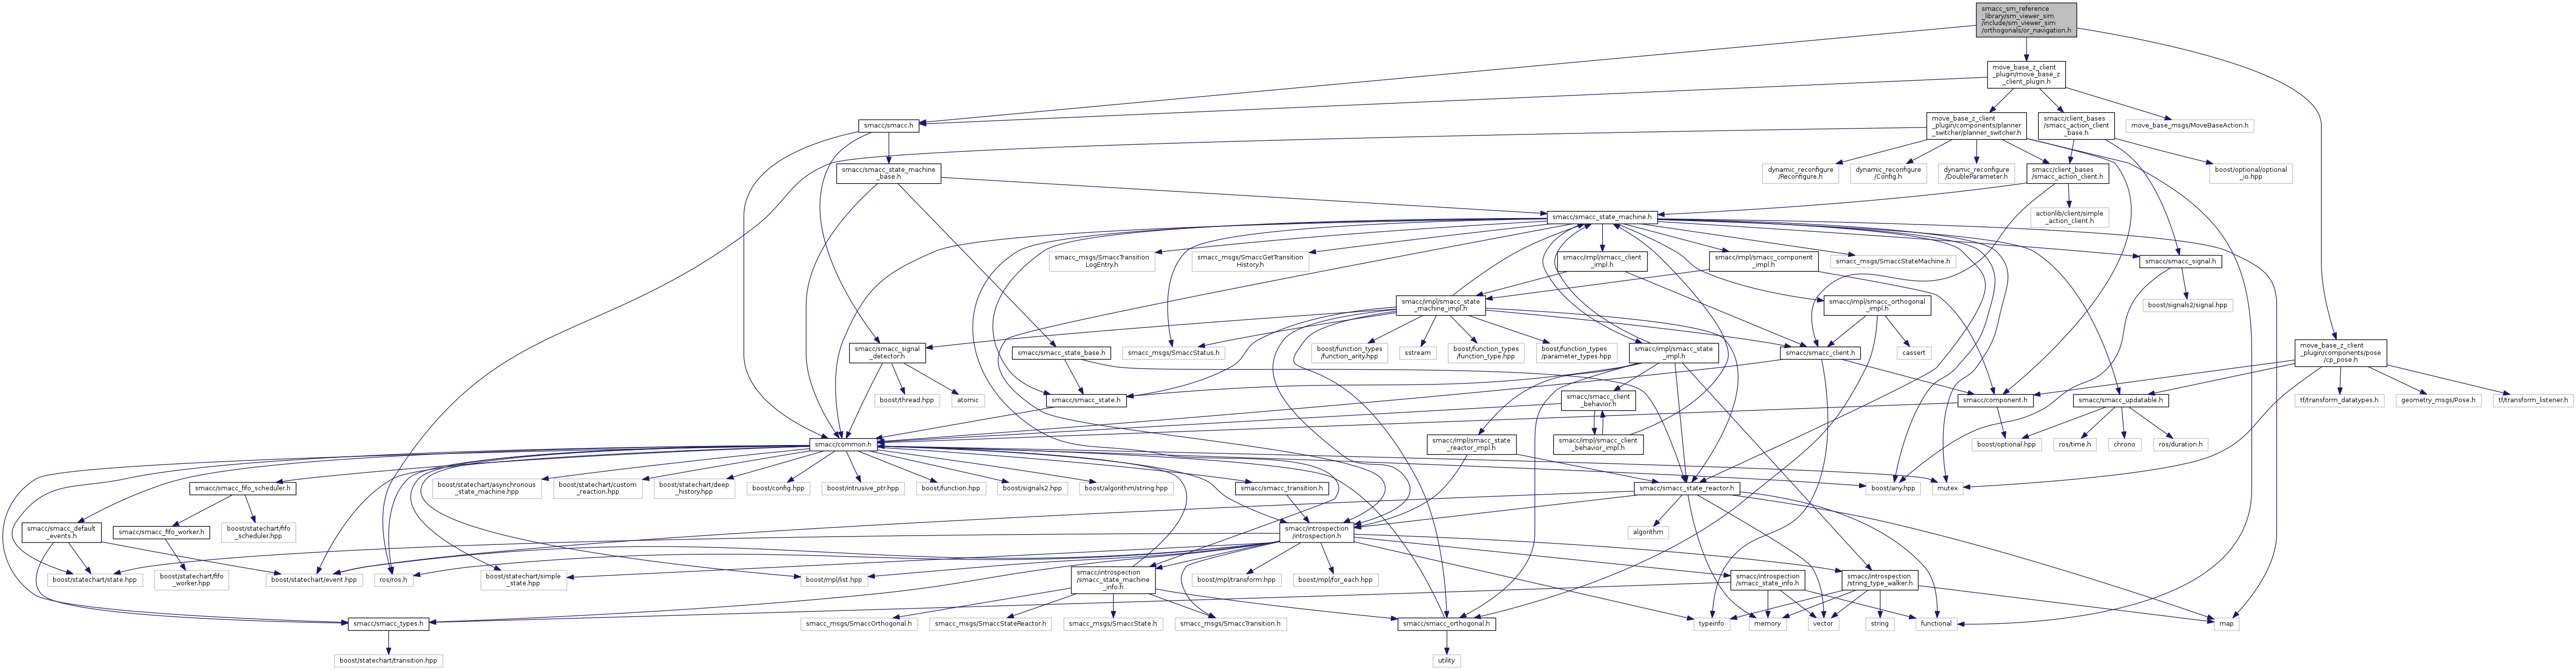 smacc_sm_reference
_library/sm_viewer_sim
/include/sm_viewer_sim
/orthogonals/or_navigation.h
move_base_z_client
_plugin/move_base_z
_client_plugin.h
smacc/smacc.h
move_base_z_client
_plugin/components/planner
_switcher/planner_switcher.h
smacc/client_bases
/smacc_action_client
_base.h
move_base_msgs/MoveBaseAction.h
smacc/smacc_state_machine
_base.h
dynamic_reconfigure
/Reconfigure.h
dynamic_reconfigure
/Config.h
dynamic_reconfigure
/DoubleParameter.h
smacc/client_bases
/smacc_action_client.h
boost/optional/optional
_io.hpp
smacc/smacc_state_machine.h
actionlib/client/simple
_action_client.h
smacc_msgs/SmaccTransition
LogEntry.h
smacc_msgs/SmaccGetTransition
History.h
smacc/impl/smacc_client
_impl.h
smacc/impl/smacc_component
_impl.h
smacc_msgs/SmaccStateMachine.h
smacc/smacc_signal.h
smacc/impl/smacc_state
_machine_impl.h
smacc/impl/smacc_orthogonal
_impl.h
boost/signals2/signal.hpp
smacc/smacc_signal
_detector.h
smacc/smacc_state_base.h
smacc_msgs/SmaccStatus.h
boost/function_types
/function_arity.hpp
sstream
boost/function_types
/function_type.hpp
boost/function_types
/parameter_types.hpp
smacc/impl/smacc_state
_impl.h
smacc/smacc_client.h
cassert
move_base_z_client
_plugin/components/pose
/cp_pose.h
boost/thread.hpp
atomic
smacc/smacc_state.h
smacc/smacc_client
_behavior.h
smacc/component.h
smacc/smacc_updatable.h
tf/transform_datatypes.h
geometry_msgs/Pose.h
tf/transform_listener.h
smacc/common.h
smacc/impl/smacc_state
_reactor_impl.h
smacc/impl/smacc_client
_behavior_impl.h
boost/optional.hpp
ros/time.h
chrono
ros/duration.h
smacc/smacc_fifo_scheduler.h
boost/statechart/asynchronous
_state_machine.hpp
boost/statechart/custom
_reaction.hpp
boost/statechart/deep
_history.hpp
boost/config.hpp
boost/intrusive_ptr.hpp
boost/function.hpp
boost/signals2.hpp
boost/algorithm/string.hpp
smacc/smacc_transition.h
smacc/smacc_state_reactor.h
boost/any.hpp
mutex
smacc/smacc_default
_events.h
smacc/smacc_fifo_worker.h
boost/statechart/fifo
_scheduler.hpp
smacc/introspection
/introspection.h
algorithm
boost/statechart/state.hpp
boost/statechart/fifo
_worker.hpp
boost/statechart/event.hpp
ros/ros.h
boost/statechart/simple
_state.hpp
boost/mpl/list.hpp
smacc/introspection
/smacc_state_machine
_info.h
boost/mpl/transform.hpp
boost/mpl/for_each.hpp
smacc/introspection
/smacc_state_info.h
smacc/introspection
/string_type_walker.h
smacc/smacc_types.h
smacc_msgs/SmaccOrthogonal.h
smacc_msgs/SmaccStateReactor.h
smacc_msgs/SmaccState.h
smacc_msgs/SmaccTransition.h
smacc/smacc_orthogonal.h
typeinfo
memory
vector
string
functional
map
boost/statechart/transition.hpp
utility